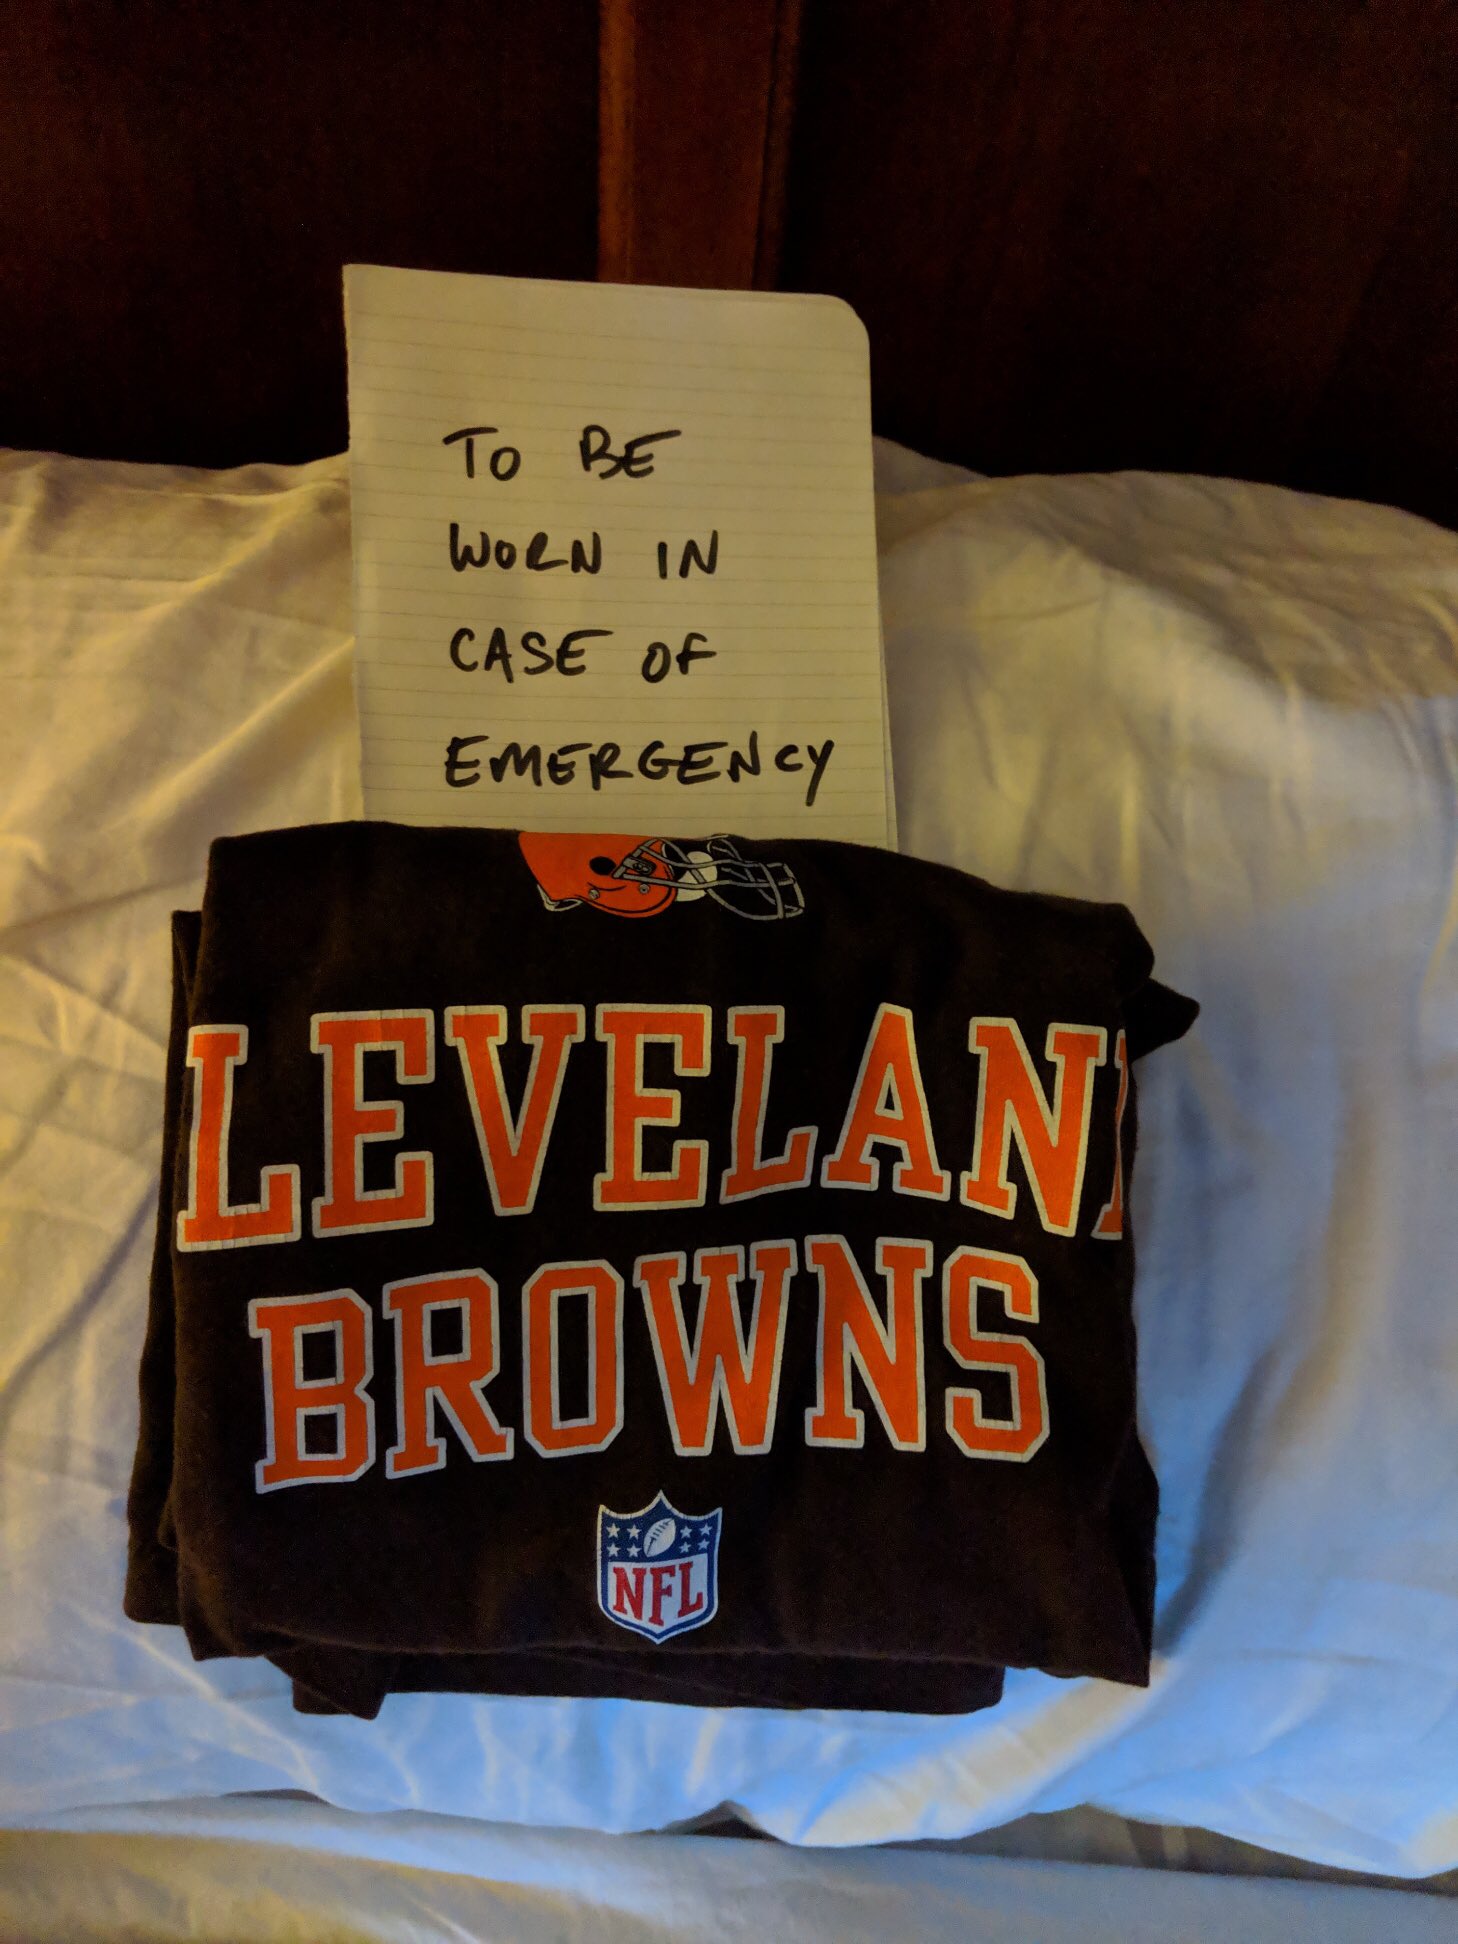 TO BE
WORN IN
CASE OF
EMERGENCY
LEVELAN
BROWNS
NFL